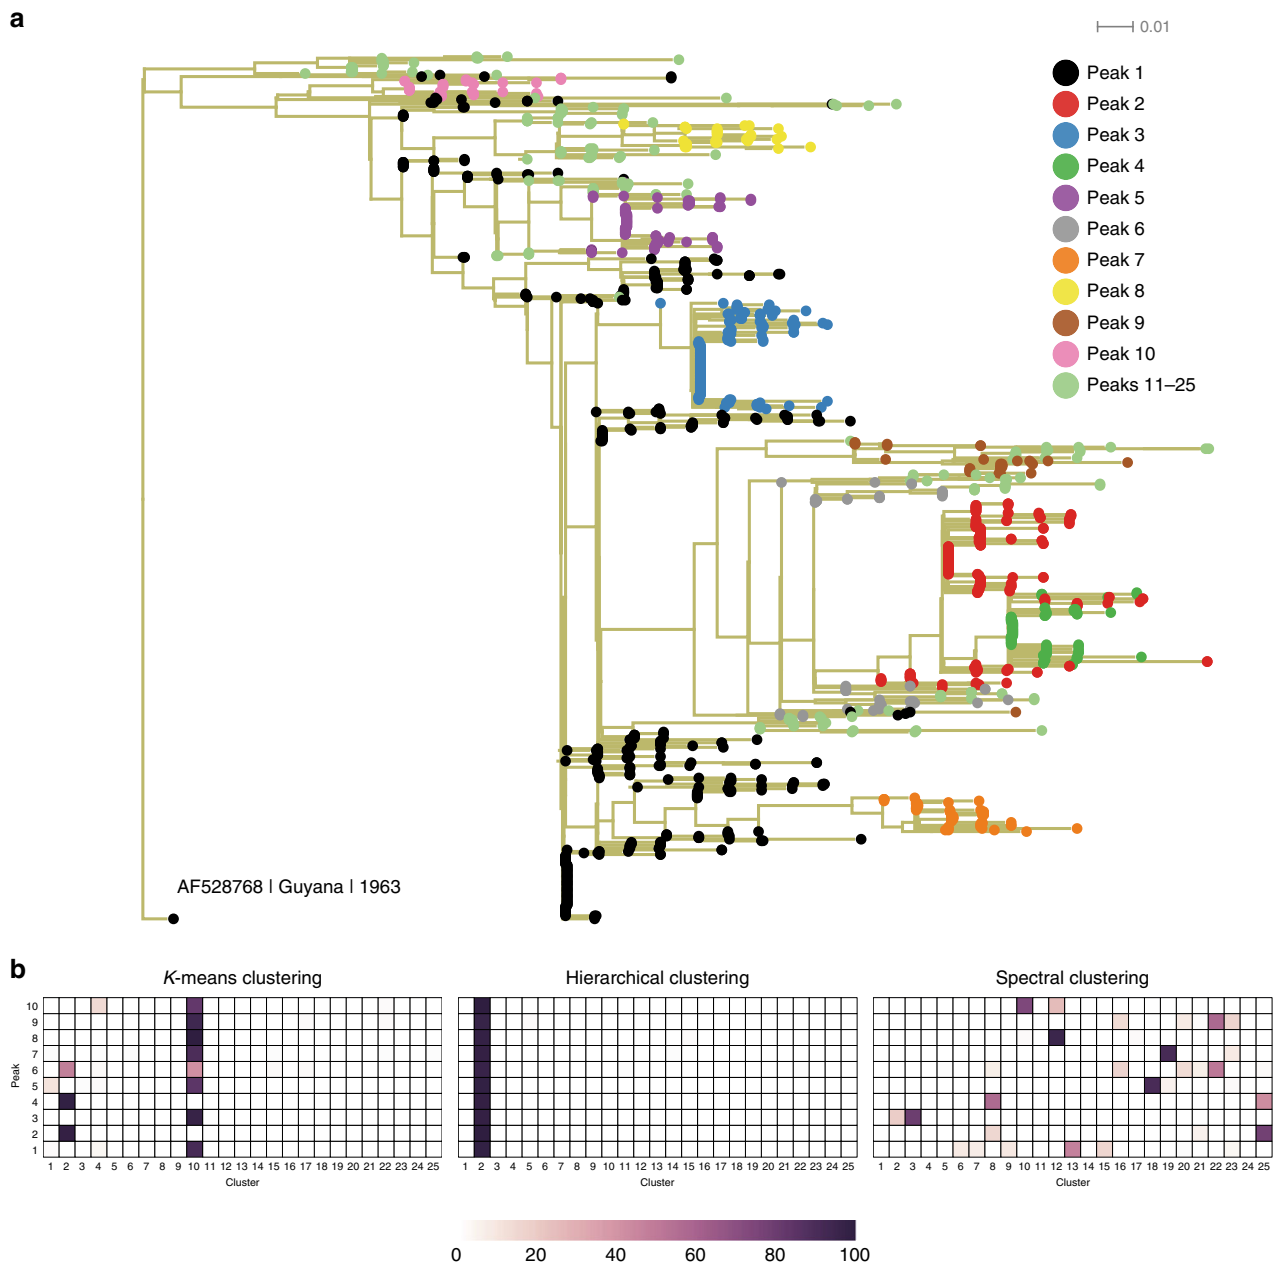 a
0.01
Peak 1
Peak 2
Peak 3
Peak 4
Peak 5
Peak 6
Peak 7
Peak 8
Peak 9
Peak 10
Peaks 11–25
AF528768 | Guyana | 1963
b
K-means clustering
Hierarchical clustering
Spectral clustering
Peak
10
9
8
7
6
5
4
3
2
1
1 2 3 4 5 6 7 8 9 10 11 12 13 14 15 16 17 18 19 20 21 22 23 24 25
1 2 3 4 5 6 7 8 9 10 11 12 13 14 15 16 17 18 19 20 21 22 23 24 25
1 2 3 4 5 6 7 8 9 10 11 12 13 14 15 16 17 18 19 20 21 22 23 24 25
Cluster
Cluster
Cluster
0 20 40 60 80 100